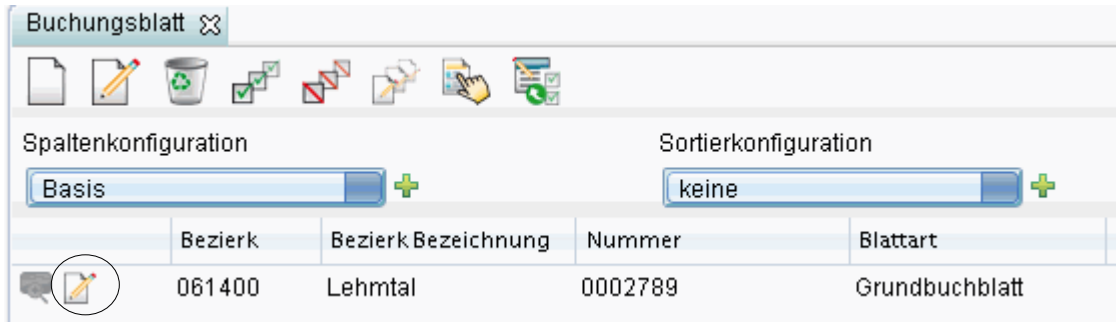 Buchungsblatt
Spaltenkonfiguration Sortierkonfiguration
Basis keine
Bezierk Bezierk Bezeichnung Nummer Blattart
061400 Lehmtal 0002789 Grundbuchblatt